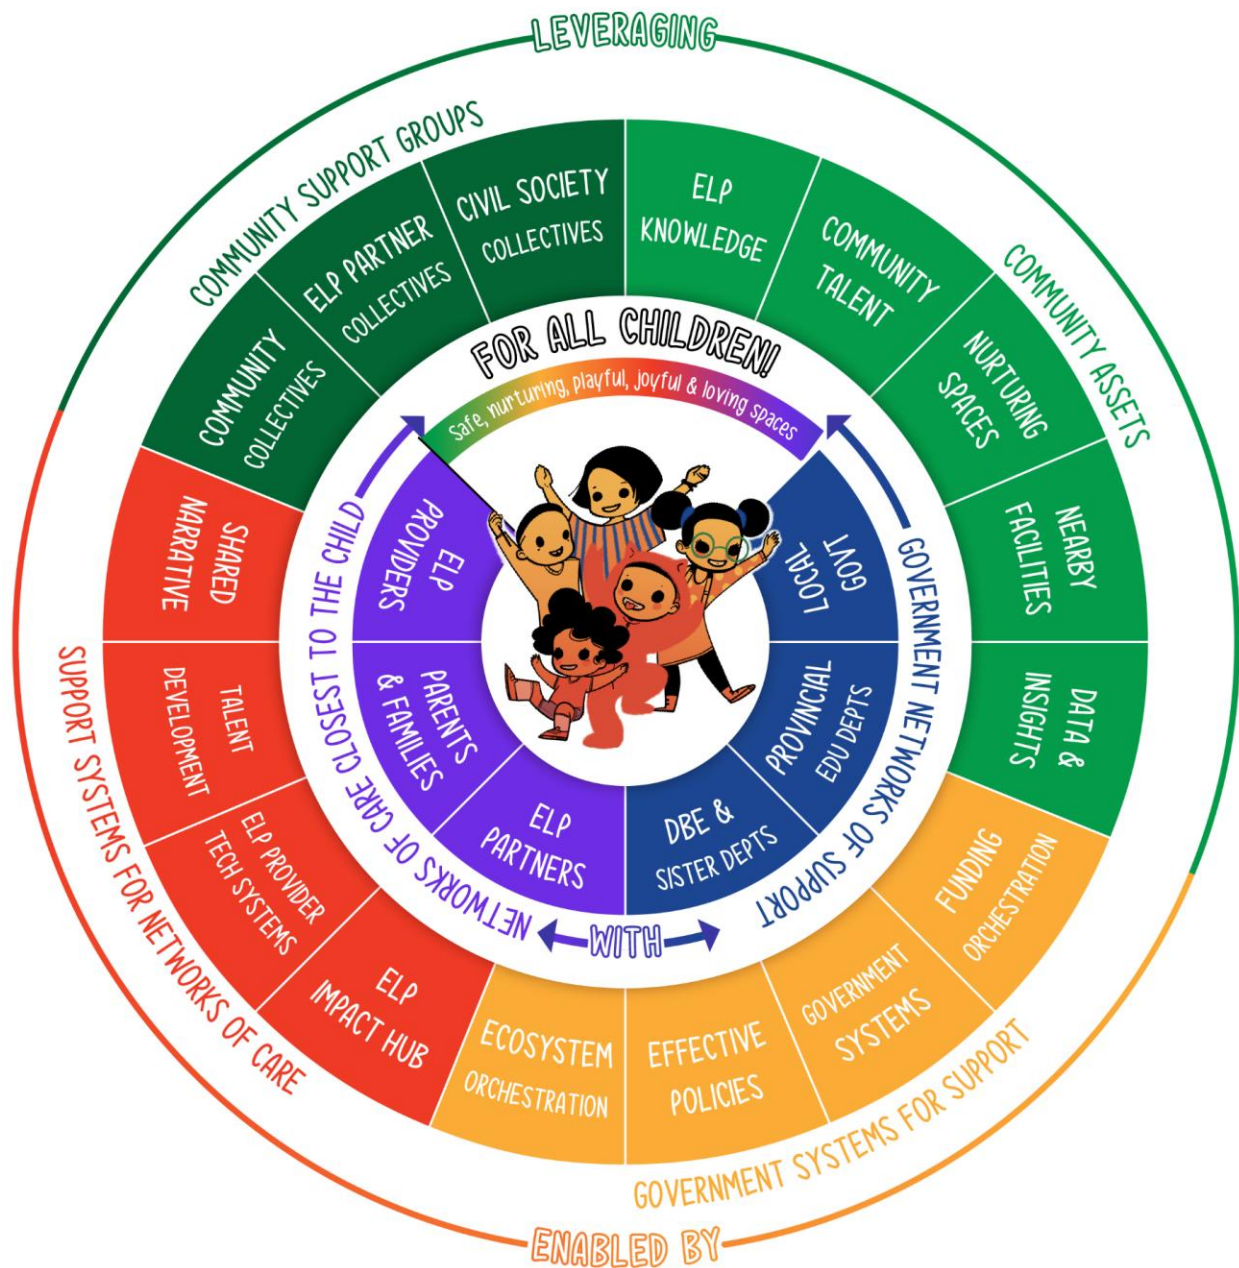 LEVERAGING
COMMUNITY SUPPORT GROUPS
COMMUNITY
COLLECTIVES
ELP PARTNER
COLLECTIVES
CIVIL SOCIETY
COLLECTIVES
COMMUNITY ASSETS
ELP
KNOWLEDGE
COMMUNITY
TALENT
NURTURING
SPACES
NEARBY
FACILITIES
DATA &
INSIGHTS
FOR ALL CHILDREN!
Safe, nurturing, playful, joyful & loving spaces
NETWORKS OF CARE CLOSEST TO THE CHILD
ELP
PROVIDERS
PARENTS
& FAMILIES
ELP
PARTNERS
WITH
GOVERNMENT NETWORKS OF SUPPORT
LOCAL
GOVT
PROVINCIAL
EDU DEPTS
DBE &
SISTER DEPTS
SUPPORT SYSTEMS FOR NETWORKS OF CARE
SHARED
NARRATIVE
TALENT
DEVELOPMENT
ELP PROVIDER
TECH SYSTEMS
ELP
IMPACT HUB
GOVERNMENT SYSTEMS FOR SUPPORT
ECOSYSTEM
ORCHESTRATION
EFFECTIVE
POLICIES
GOVERNMENT
SYSTEMS
FUNDING
ORCHESTRATION
ENABLED BY